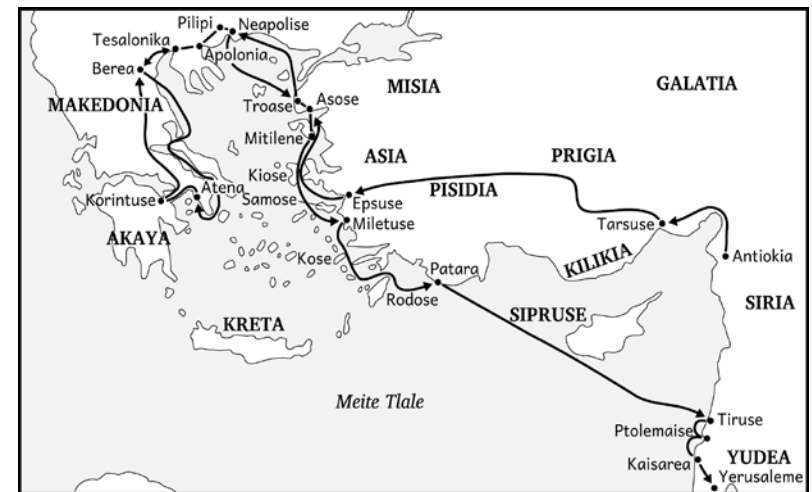 Pilipi
Neapolise
Tesalonika
Apolonia
Berea
MISIA
GALATIA
MAKEDONIA
Troase
Asose
Mitilene
ASIA
PRIGIA
Kiose
PISIDIA
Atena
Samose
Epsuse
Korintuse
Miletuse
Tarsuse
AKAYA
Kose
Patara
KILIKIA
Antiokia
Rodose
SIPRUSE
SIRIA
KRETA
Meite Tlale
Tiruse
Ptolemaise
Kaisarea
YUDEA
Yerusaleme